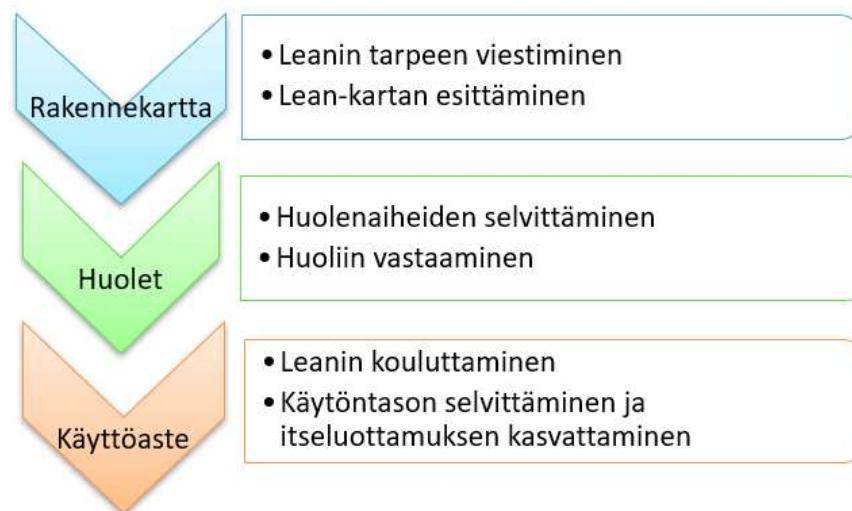 Rakennekartta
• Leanin tarpeen viestiminen
• Lean-kartan esittäminen
Huolet
• Huolenaiheiden selvittäminen
• Huoliin vastaaminen
Käyttöaste
• Leanin kouluttaminen
• Käytöntason selvittäminen ja
itseluottamuksen kasvattaminen